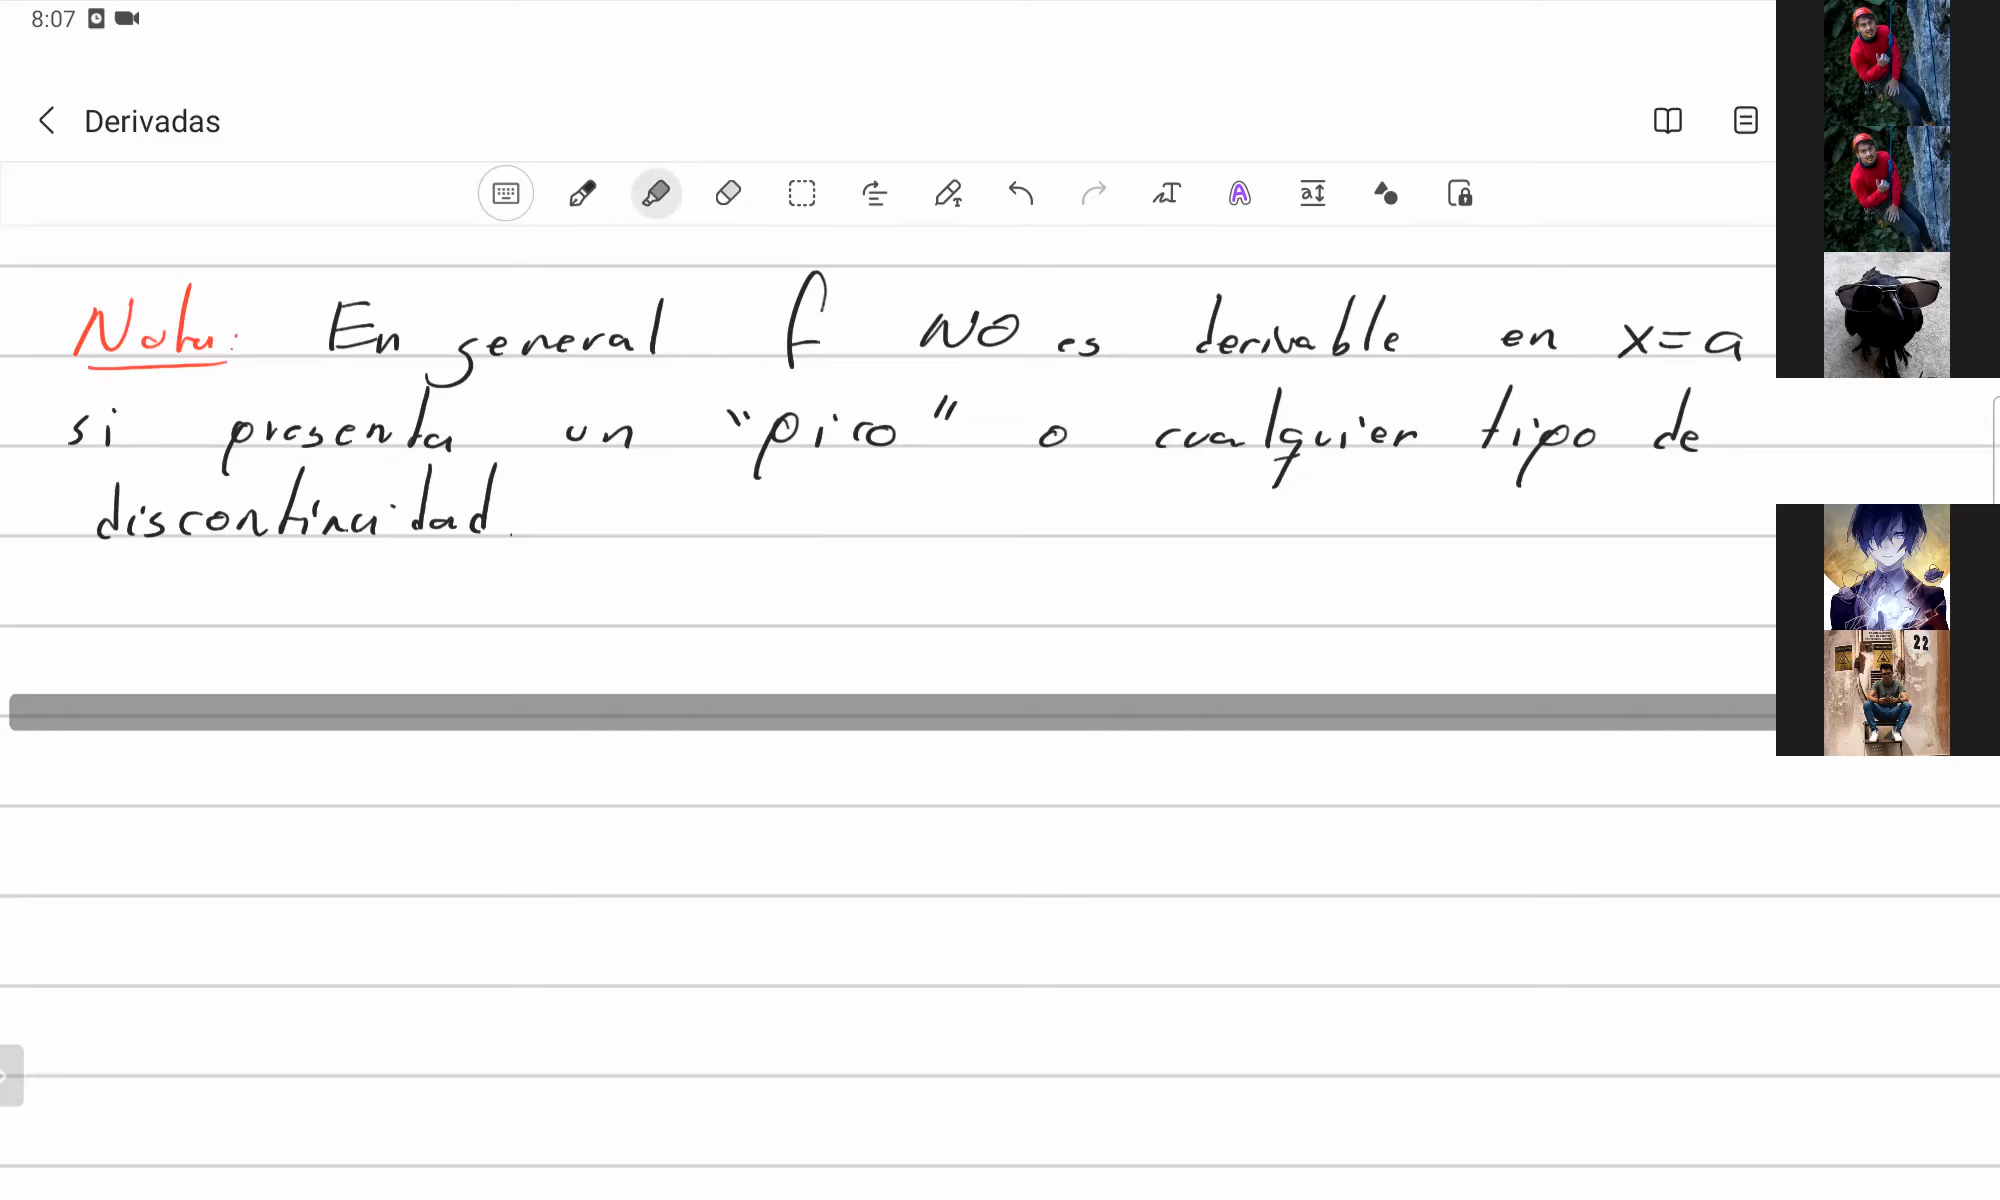 8:07
Derivadas
Nota: En general f NO es derivable en x=a
si presenta un "pico" o cualquier tipo de
discontinuidad.
22